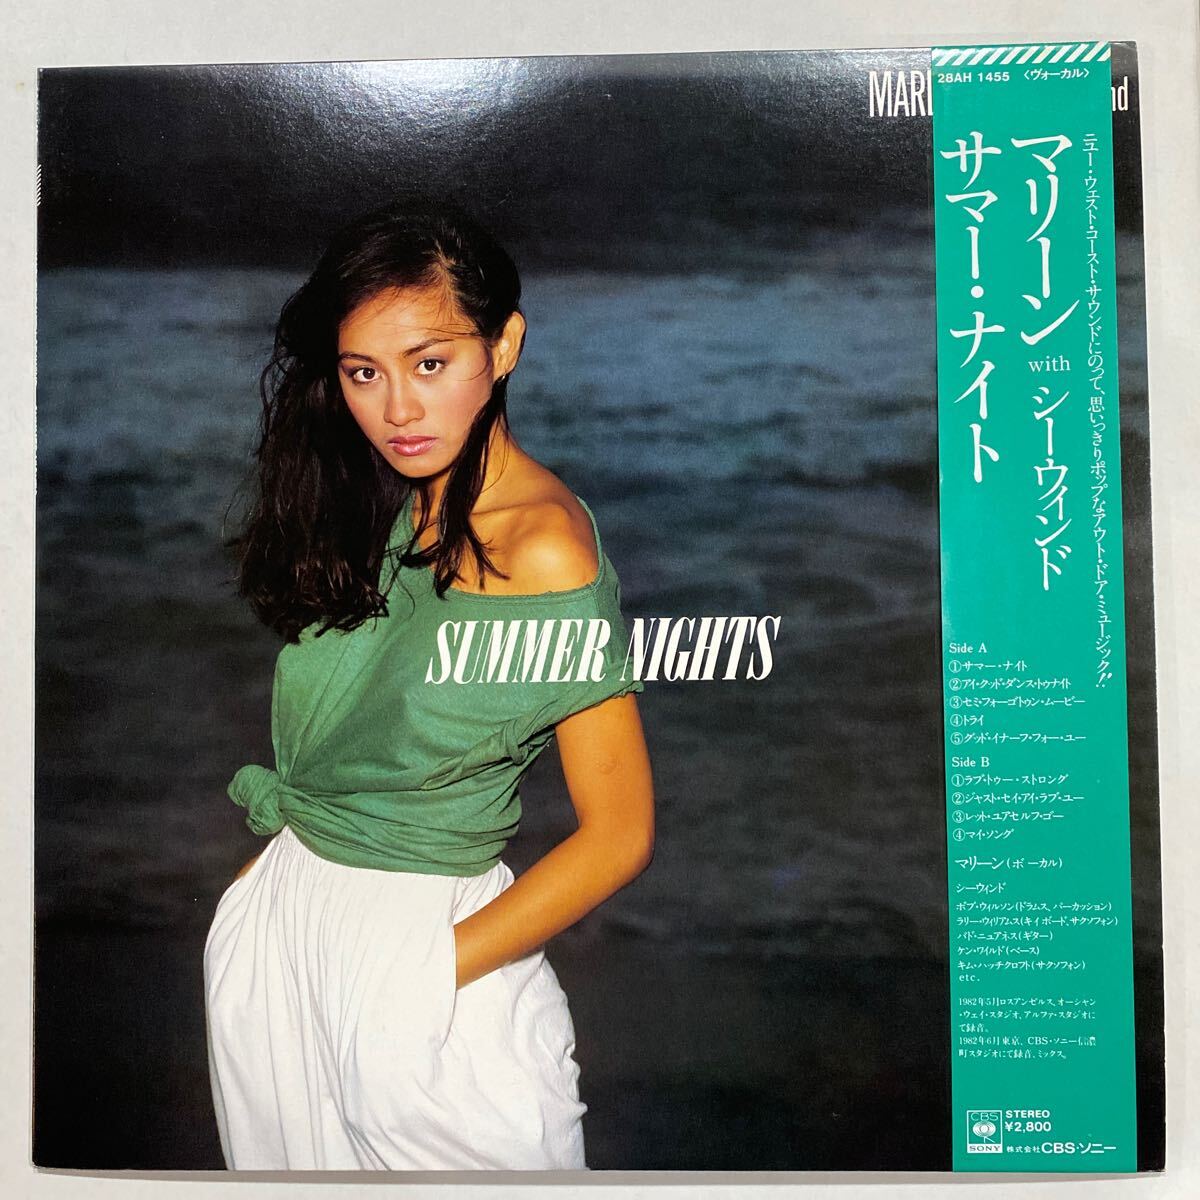 MARL
nd
SUMMER NIGHTS
28AH 1455 〈ヴォーカル〉
ニュー・ウェスト・コースト・サウンドにのって、思いっきりポップなアウト・ドア・ミュージック!!
マリーン with シーウィンド
サマー・ナイト
Side A
①サマー・ナイト
②アイ・クッド・ダンス・トゥナイト
③セミ・フォーゴトゥン・ムービー
④トライ
⑤グッド・イナーフ・フォー・ユー
Side B
①ラブ・トゥー・ストロング
②ジャスト・セイ・アイ・ラブ・ユー
③レット・ユアセルフ・ゴー
④マイ・ソング
マリーン(ボーカル)
シーウィンド
ボブ・ウィルソン(ドラムス、パーカッション)
ラリー・ウィリアムス(キイボード、サクソフォン)
バド・ニュアネス(ギター)
ケン・ワイルド(ベース)
キム・ハッチクロフト(サクソフォン)
etc.
1982年5月ロスアンゼルス、オーシャン
・ウェイ・スタジオ、アルファ・スタジオに
て録音。
1982年6月東京、CBS・ソニー信濃
町スタジオにて録音、ミックス。
CBS
SONY
STEREO
¥2,800
株式会社 CBS・ソニー